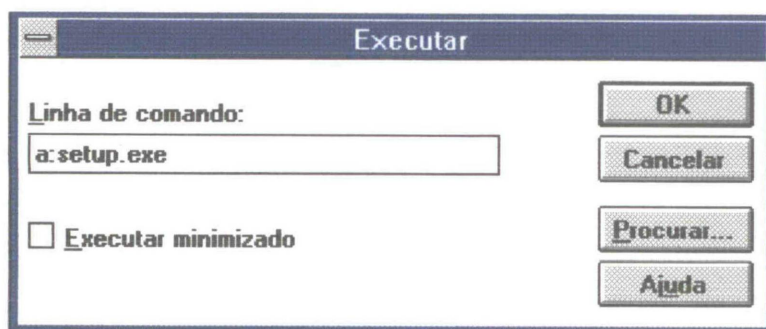 Executar
Linha de comando:
a:setup.exe
Executar minimizado
OK
Cancelar
Procurar...
Ajuda